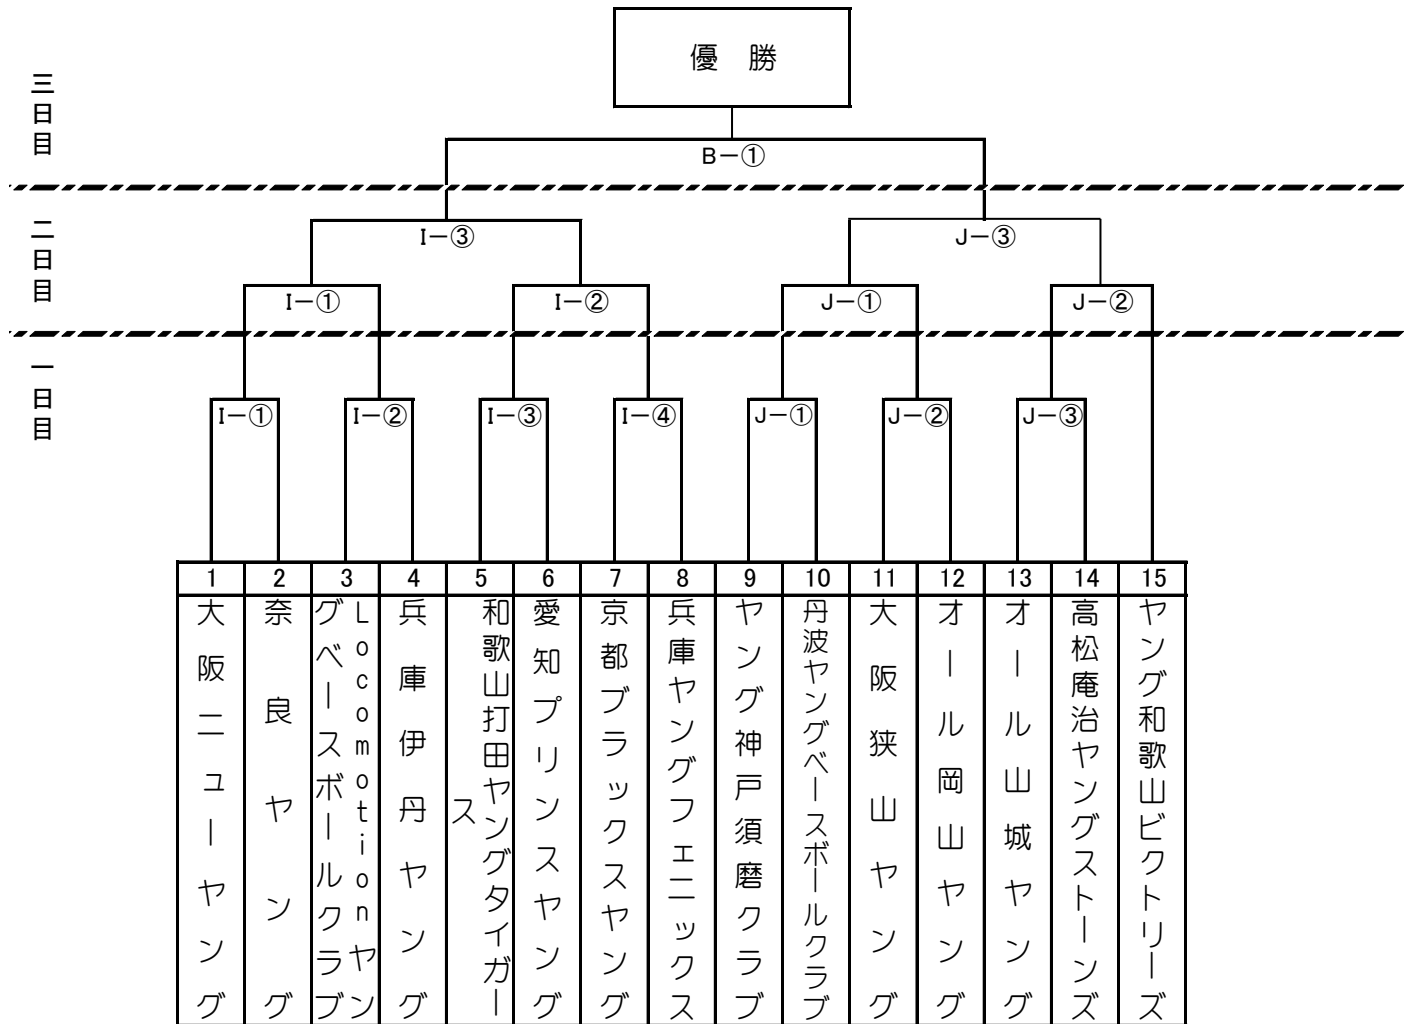 優　勝
三日目
B－①
二日目
I－③
J－③
I－①
I－②
J－①
J－②
一日目
I－①
I－②
I－③
I－④
J－①
J－②
J－③
1
2
3
4
5
6
7
8
9
10
11
12
13
14
15
大阪ニューヤング
奈良ヤング
Locomotionヤン
グベースボールクラブ
兵庫伊丹ヤング
和歌山打田ヤングタイガー
ス
愛知プリンスヤング
京都ブラックスヤング
兵庫ヤングフェニックス
ヤング神戸須磨クラブ
丹波ヤングベースボールクラブ
大阪狭山ヤング
オール岡山ヤング
オール山城ヤング
高松庵治ヤングストーンズ
ヤング和歌山ビクトリーズ